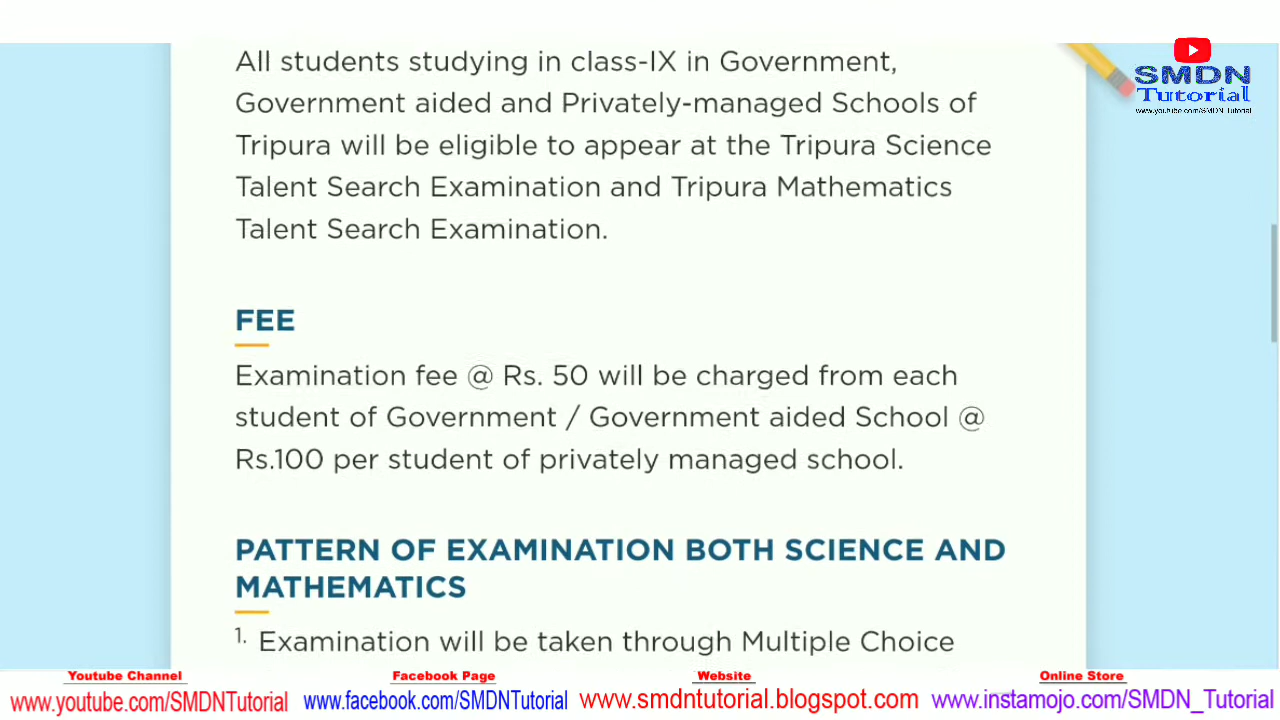 All students studying in class-IX in Government,
Government aided and Privately-managed Schools of
Tripura will be eligible to appear at the Tripura Science
Talent Search Examination and Tripura Mathematics
Talent Search Examination.
SMDN
Tutorial
www.youtube.com/SMDN_Tutorial
FEE
Examination fee @ Rs. 50 will be charged from each
student of Government / Government aided School @
Rs.100 per student of privately managed school.
PATTERN OF EXAMINATION BOTH SCIENCE AND
MATHEMATICS
1. Examination will be taken through Multiple Choice
Youtube Channel Facebook Page Website Online Store
www.youtube.com/SMDNTutorial www.facebook.com/SMDNTutorial www.smdntutorial.blogspot.com www.instamojo.com/SMDN_Tutorial